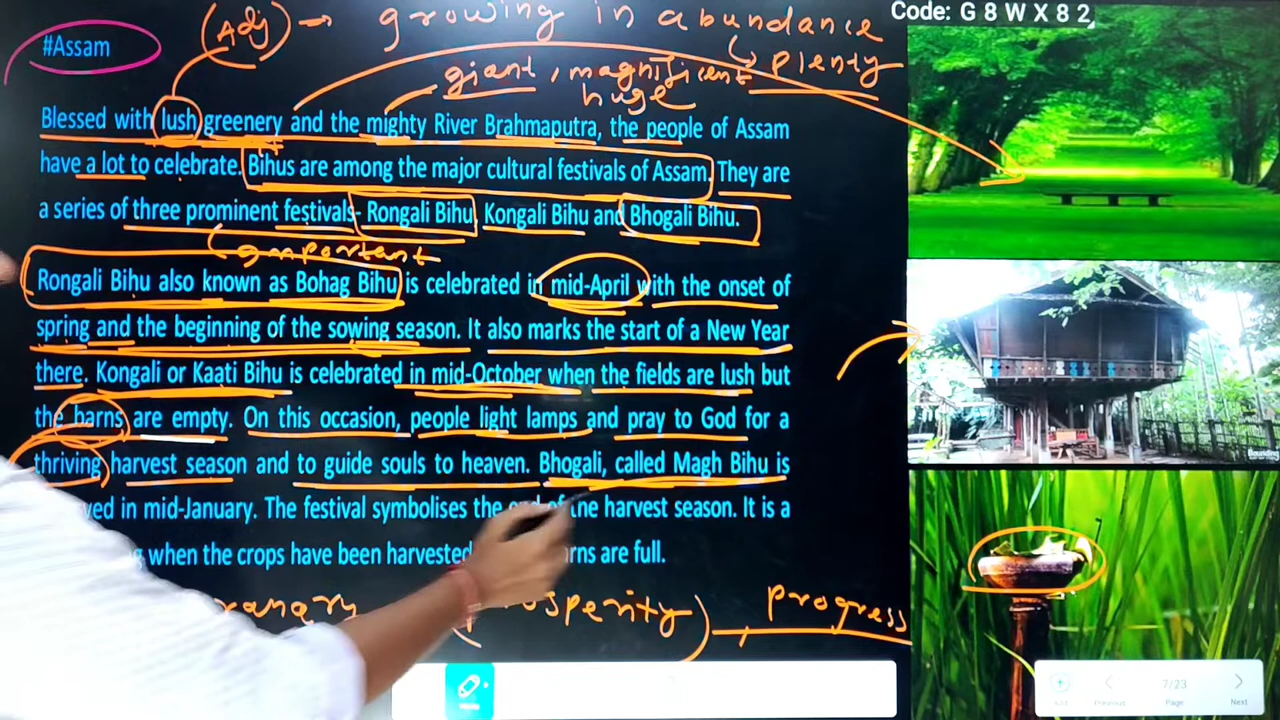 Code: G 8 W X 8 2
#Assam
(Adj) → growing in abundance
plenty
giant, magnificent
huge
Blessed with lush greenery and the mighty River Brahmaputra, the people of Assam
have a lot to celebrate. Bihus are among the major cultural festivals of Assam. They are
a series of three prominent festivals- Rongali Bihu, Kongali Bihu and Bhogali Bihu.
important
Rongali Bihu also known as Bohag Bihu is celebrated in mid-April with the onset of
spring and the beginning of the sowing season. It also marks the start of a New Year
there. Kongali or Kaati Bihu is celebrated in mid-October when the fields are lush but
the barns are empty. On this occasion, people light lamps and pray to God for a
thriving harvest season and to guide souls to heaven. Bhogali, called Magh Bihu is
in mid-January. The festival symbolises the of the harvest season. It is a
when the crops have been harvested are full.
progress
Previous
7/23
Page
Next
Add